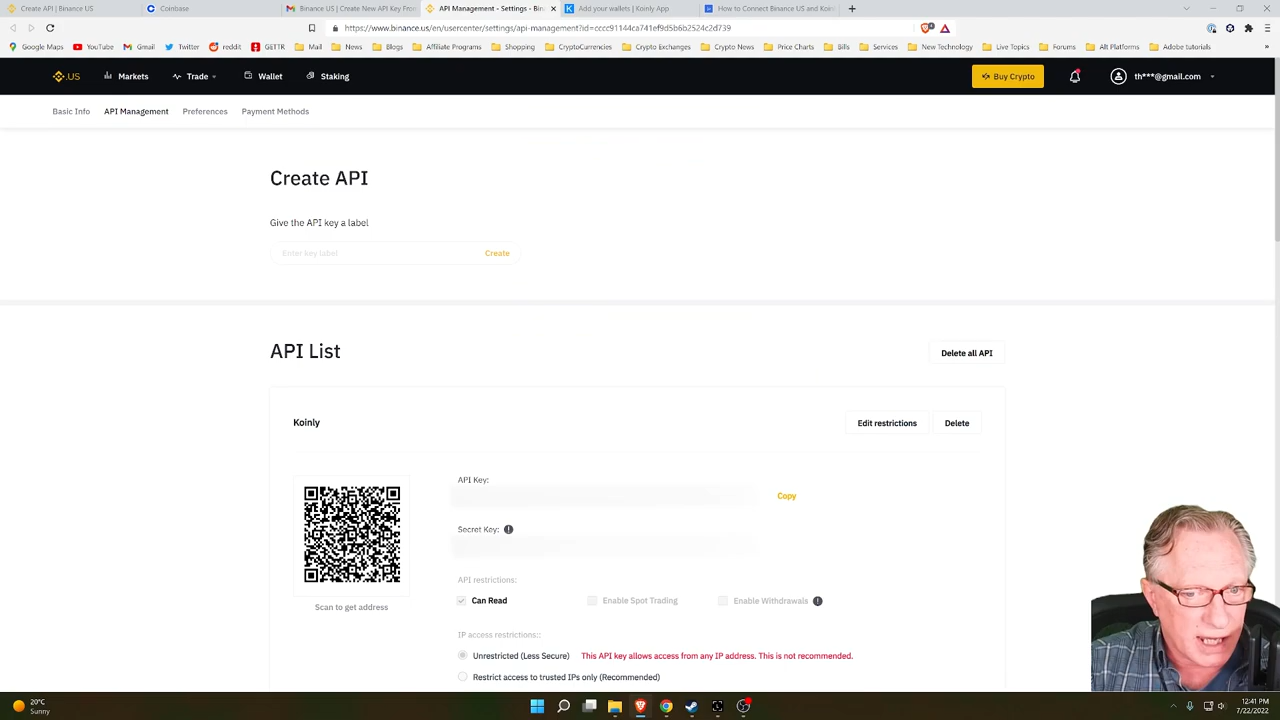 Create API | Binance US
Coinbase
Binance US | Create New API Key Fron
API Management - Settings - Bin
Add your wallets | Koinly App
How to Connect Binance US and Koin
https://www.binance.us/en/usercenter/settings/api-management?id=cccc91144ca741ef9d5b6b2524c2d739
Google Maps
YouTube
Gmail
Twitter
reddit
GETTR
Mail
News
Blogs
Affiliate Programs
Shopping
CryptoCurrencies
Crypto Exchanges
Crypto News
Price Charts
Bills
Services
New Technology
Live Topics
Forums
Alt Platforms
Adobe tutorials
.US
Markets
Trade
Wallet
Staking
Buy Crypto
th***@gmail.com
Basic Info
API Management
Preferences
Payment Methods
Create API
Give the API key a label
Enter key label
Create
API List
Delete all API
Koinly
Edit restrictions
Delete
API Key:
Copy
Secret Key:
API restrictions:
Can Read
Enable Spot Trading
Enable Withdrawals
Scan to get address
IP access restrictions::
Unrestricted (Less Secure)
This API key allows access from any IP address. This is not recommended.
Restrict access to trusted IPs only (Recommended)
20°C
Sunny
12:41 PM
7/22/2022